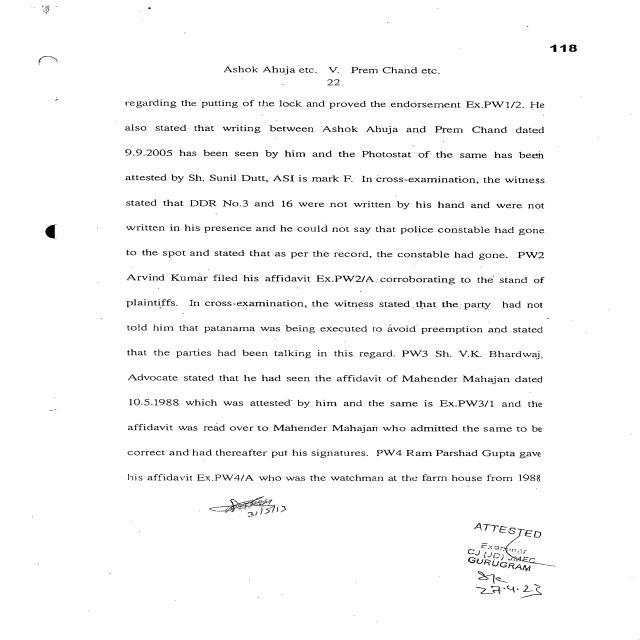 118
Ashok Ahuja etc. V. Prem Chand etc.
22
regarding the putting of the lock and proved the endorsement Ex.PW1/2. He
also stated that writing between Ashok Ahuja and Prem Chand dated
9.9.2005 has been seen by him and the Photostat of the same has been
attested by Sh. Sunil Dutt, ASI is mark F. In cross-examination, the witness
stated that DDR No.3 and 16 were not written by his hand and were not
written in his presence and he could not say that police constable had gone
to the spot and stated that as per the record, the constable had gone. PW2
Arvind Kumar filed his affidavit Ex.PW2/A corroborating to the stand of
plaintiffs. In cross-examination, the witness stated that the party had not
told him that patanama was being executed to avoid preemption and stated
that the parties had been talking in this regard. PW3 Sh. V.K. Bhardwaj,
Advocate stated that he had seen the affidavit of Mahender Mahajan dated
10.5.1988 which was attested by him and the same is Ex.PW3/1 and the
affidavit was read over to Mahender Mahajan who admitted the same to be
correct and had thereafter put his signatures. PW4 Ram Parshad Gupta gave
his affidavit Ex.PW4/A who was the watchman at the farm house from 1988
31/5/13
ATTESTED
Examiner
CJ (JD) JMFC
GURUGRAM
27.4.23